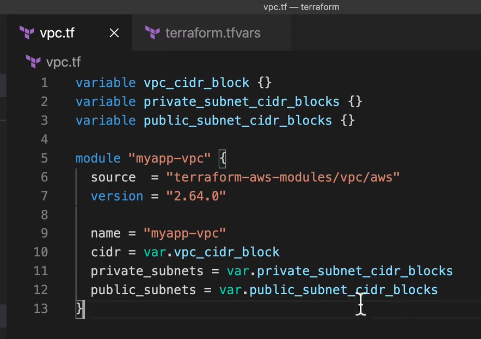 vpc.tf — terraform
vpc.tf × terraform.tfvars
vpc.tf
1 variable vpc_cidr_block {}
2 variable private_subnet_cidr_blocks {}
3 variable public_subnet_cidr_blocks {}
4
5 module "myapp-vpc" {
6 source = "terraform-aws-modules/vpc/aws"
7 version = "2.64.0"
8
9 name = "myapp-vpc"
10 cidr = var.vpc_cidr_block
11 private_subnets = var.private_subnet_cidr_blocks
12 public_subnets = var.public_subnet_cidr_blocks
13 }